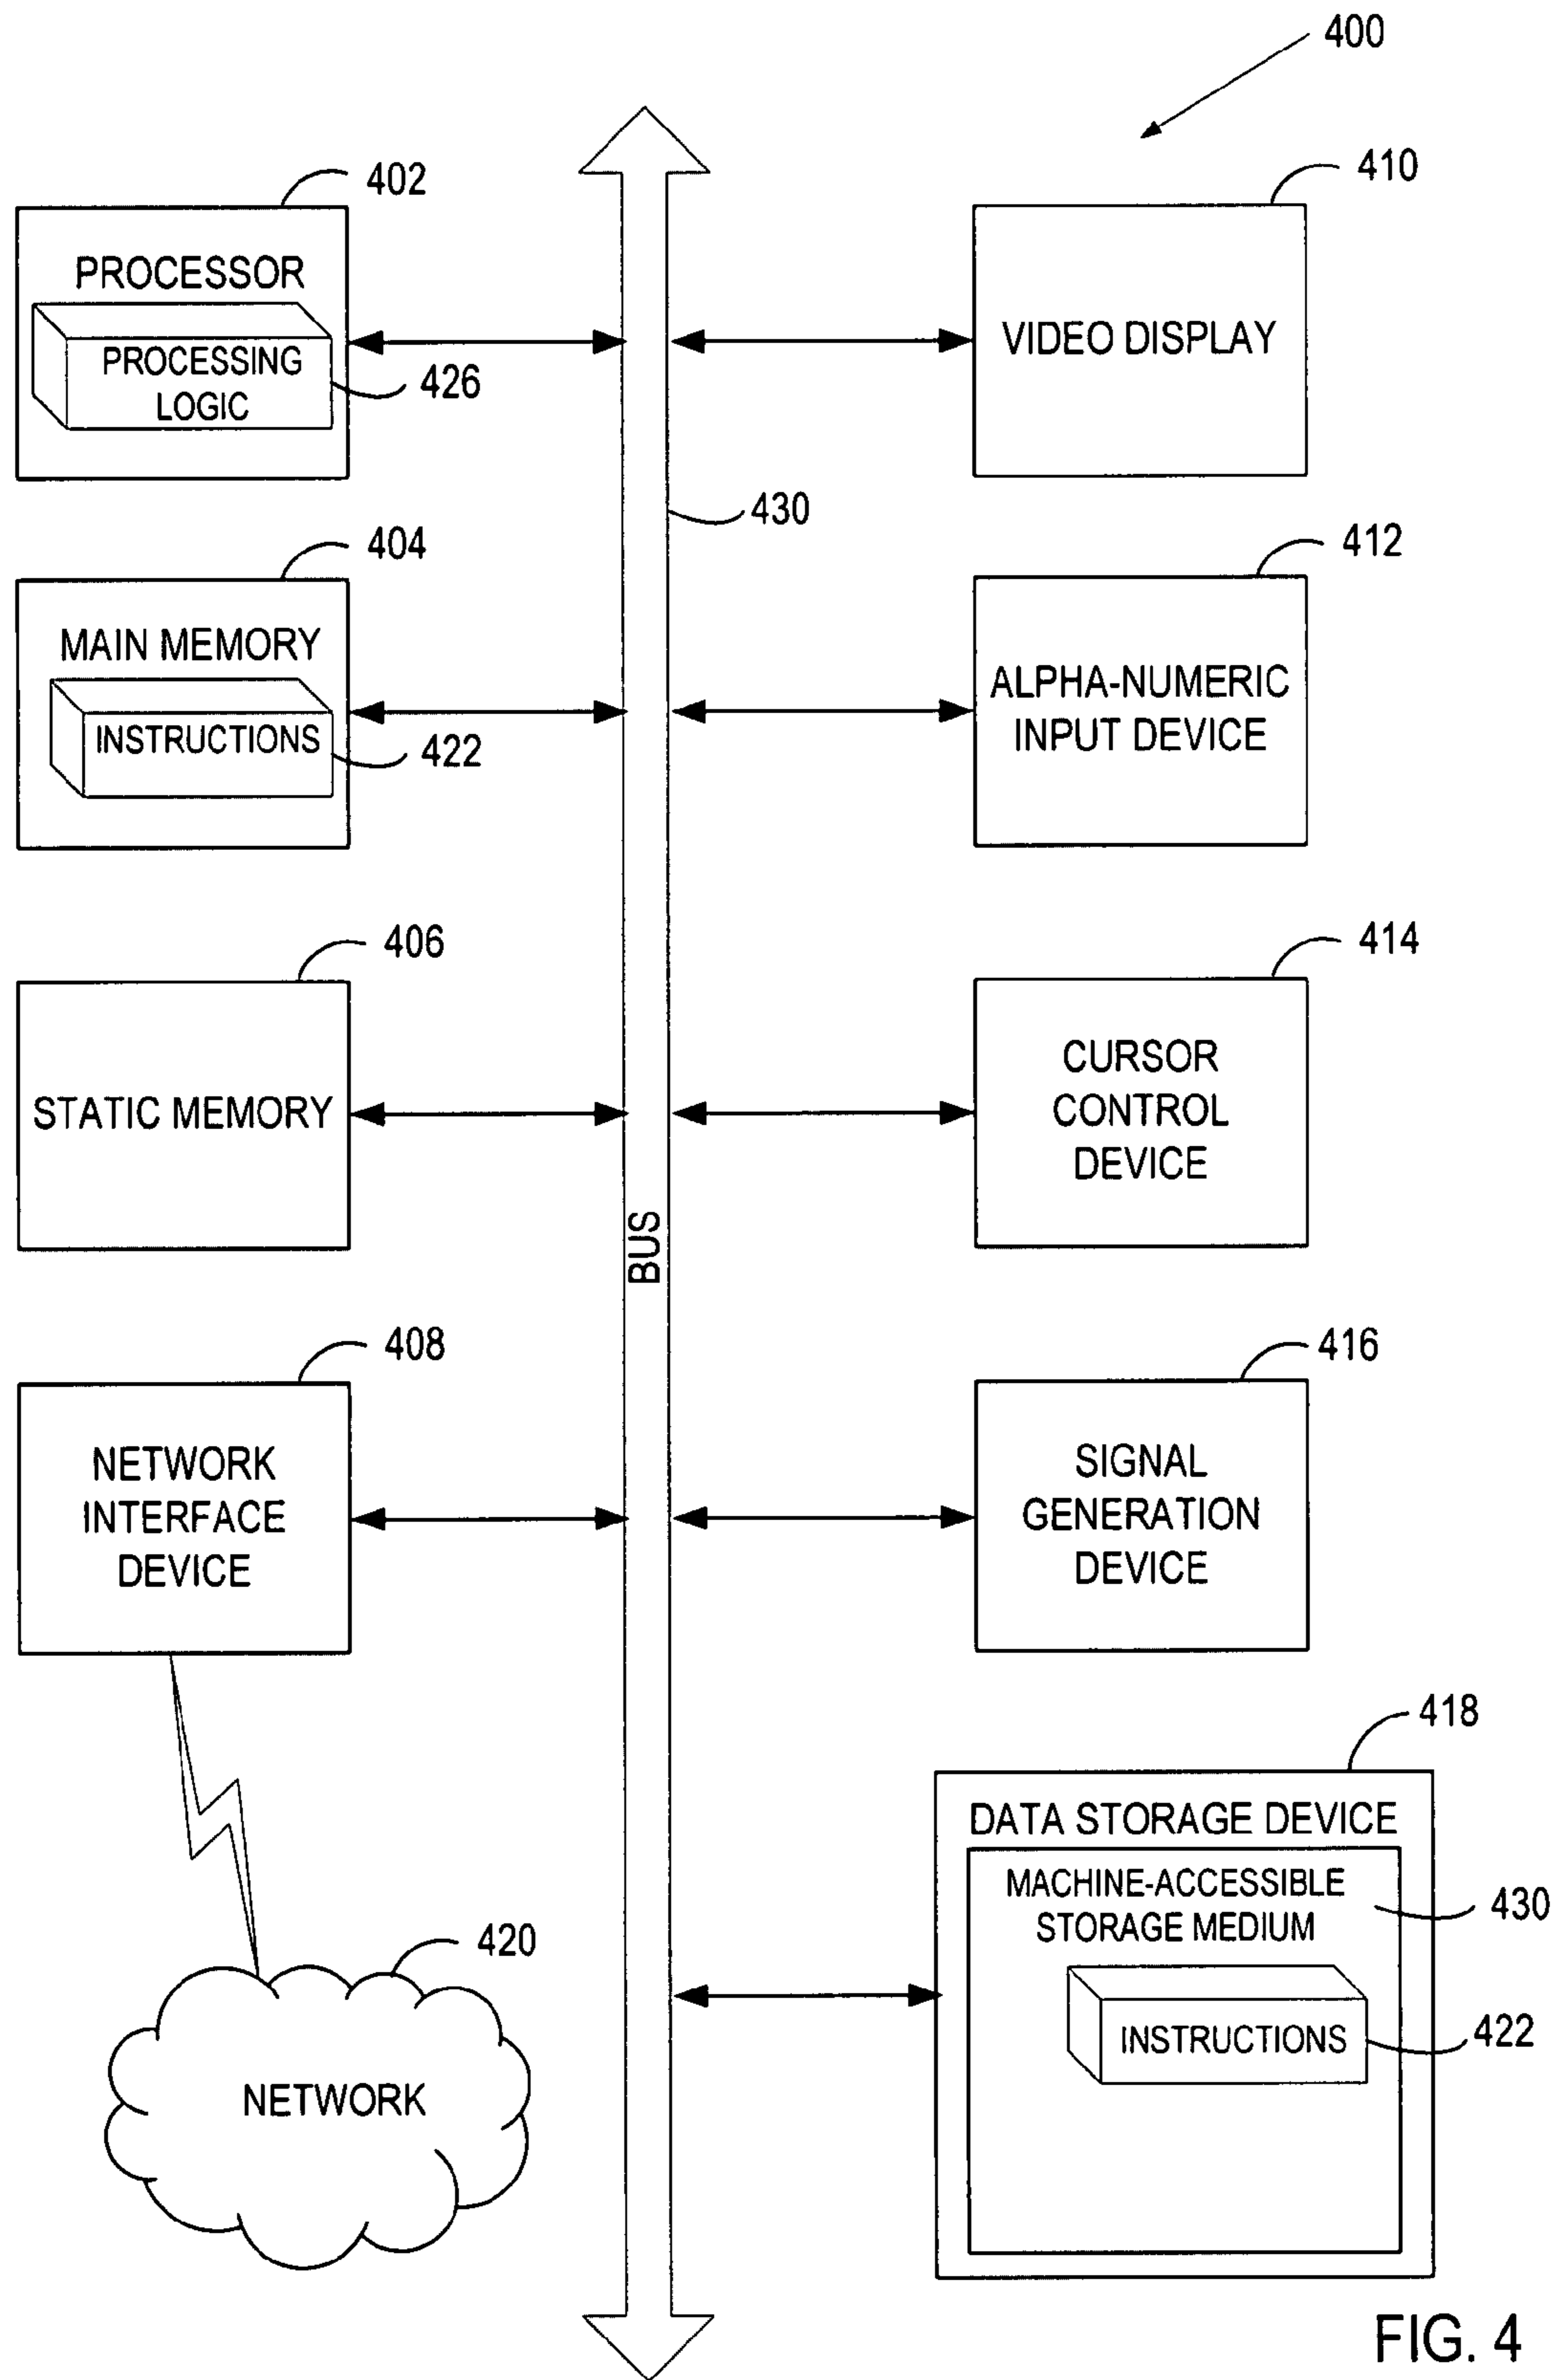 400
402
PROCESSOR
PROCESSING
LOGIC
426
410
VIDEO DISPLAY
430
404
MAIN MEMORY
INSTRUCTIONS
422
412
ALPHA-NUMERIC
INPUT DEVICE
406
STATIC MEMORY
414
CURSOR
CONTROL
DEVICE
BUS
408
NETWORK
INTERFACE
DEVICE
416
SIGNAL
GENERATION
DEVICE
418
DATA STORAGE DEVICE
MACHINE-ACCESSIBLE
STORAGE MEDIUM
430
INSTRUCTIONS
422
420
NETWORK
FIG. 4